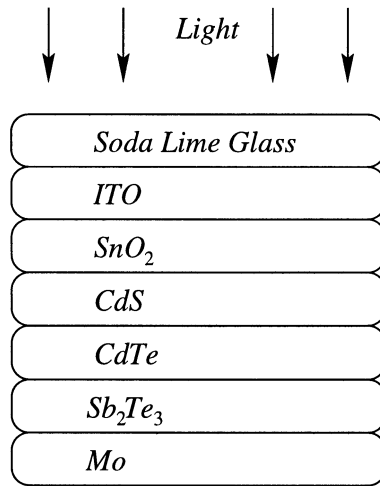 Light
Soda Lime Glass
ITO
SnO₂
CdS
CdTe
Sb₂Te₃
Mo